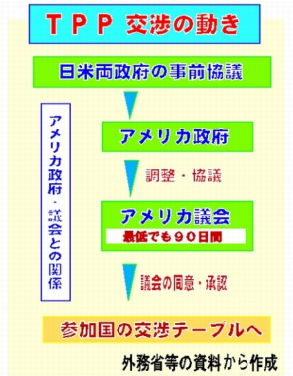 TPP 交渉の動き
日米両政府の事前協議
アメリカ政府・議会との関係
アメリカ政府
調整・協議
アメリカ議会
最低でも90日間
議会の同意・承認
参加国の交渉テーブルへ
外務省等の資料から作成